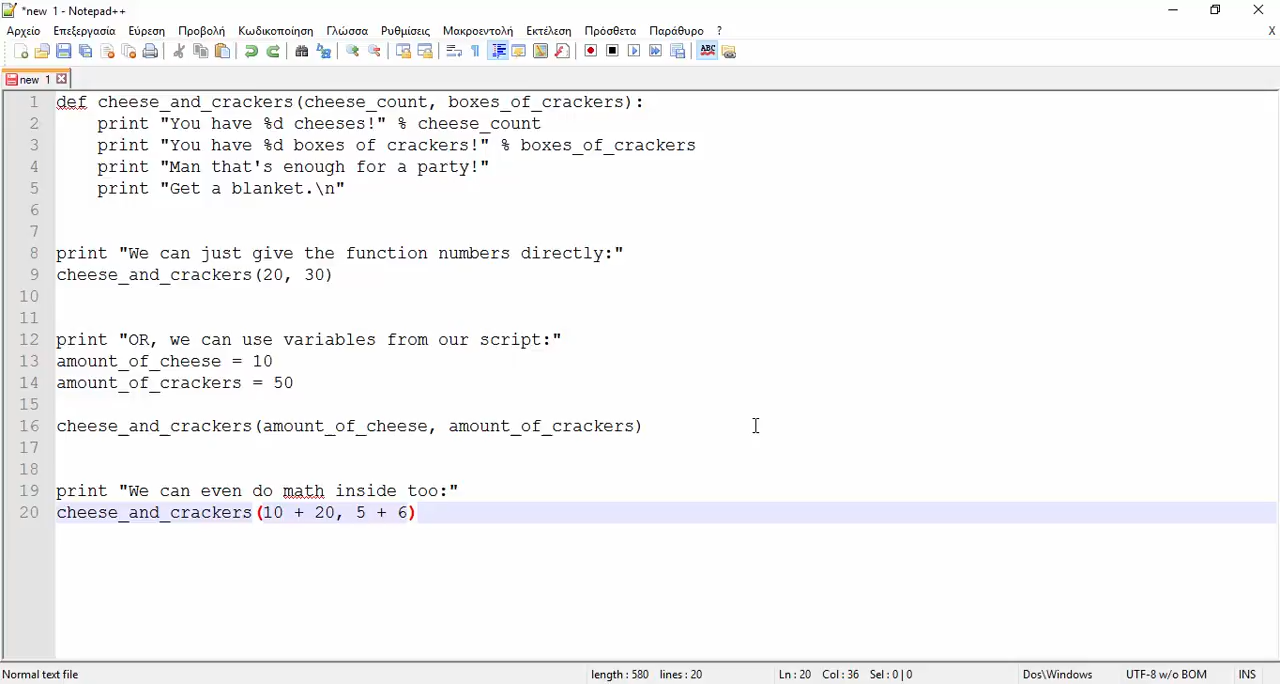 *new 1 - Notepad++
Αρχείο Επεξεργασία Εύρεση Προβολή Κωδικοποίηση Γλώσσα Ρυθμίσεις Μακροεντολή Εκτέλεση Πρόσθετα Παράθυρο ? X
ABC
new 1
1 def cheese_and_crackers(cheese_count, boxes_of_crackers):
2     print "You have %d cheeses!" % cheese_count
3     print "You have %d boxes of crackers!" % boxes_of_crackers
4     print "Man that's enough for a party!"
5     print "Get a blanket.\n"
6
7
8 print "We can just give the function numbers directly:"
9 cheese_and_crackers(20, 30)
10
11
12 print "OR, we can use variables from our script:"
13 amount_of_cheese = 10
14 amount_of_crackers = 50
15
16 cheese_and_crackers(amount_of_cheese, amount_of_crackers)
17
18
19 print "We can even do math inside too:"
20 cheese_and_crackers(10 + 20, 5 + 6)
Normal text file length : 580 lines : 20 Ln : 20 Col : 36 Sel : 0 | 0 Dos\Windows UTF-8 w/o BOM INS